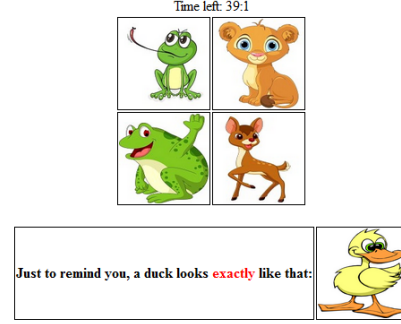 Time left: 39:1
Just to remind you, a duck looks exactly like that: